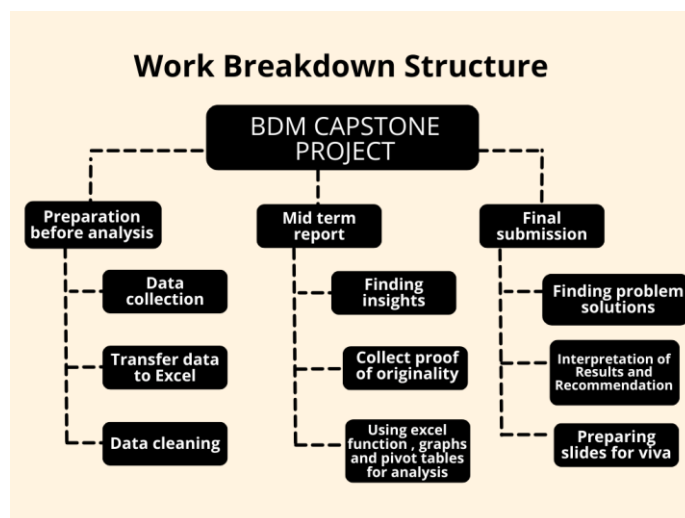 Work Breakdown Structure
BDM CAPSTONE
PROJECT
Preparation
before analysis
Data
collection
Transfer data
to Excel
Data cleaning
Mid term
report
Finding
insights
Collect proof
of originality
Using excel
function , graphs
and pivot tables
for analysis
Final
submission
Finding problem
solutions
Interpretation of
Results and
Recommendation
Preparing
slides for viva